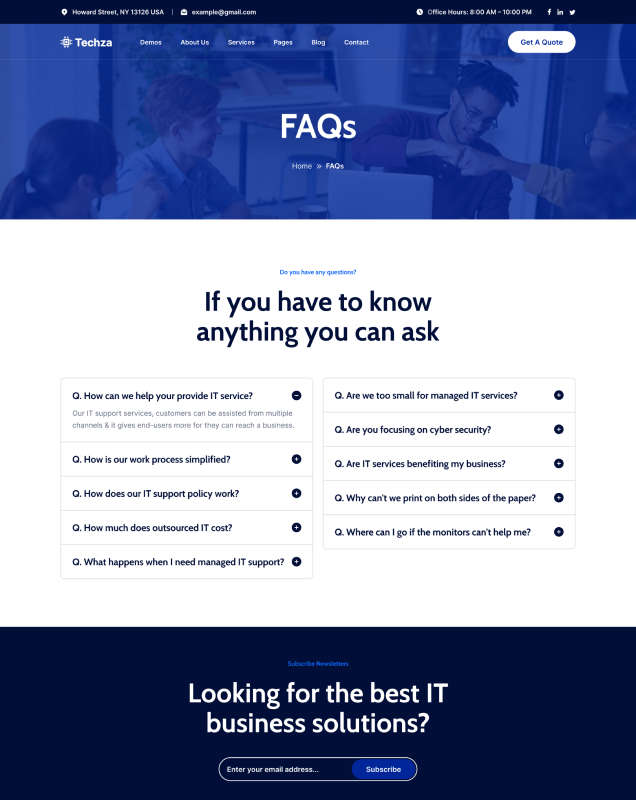 Howard Street, NY 13126 USA | example@gmail.com Office Hours: 8:00 AM – 10:00 PM
Techza Demos About Us Services Pages Blog Contact Get A Quote
FAQs
Home » FAQs
Do you have any questions?
If you have to know
anything you can ask
Q. How can we help your provide IT service?
Our IT support services, customers can be assisted from multiple
channels & it gives end-users more for they can reach a business.
Q. How is our work process simplified?
Q. How does our IT support policy work?
Q. How much does outsourced IT cost?
Q. What happens when I need managed IT support?
Q. Are we too small for managed IT services?
Q. Are you focusing on cyber security?
Q. Are IT services benefiting my business?
Q. Why can't we print on both sides of the paper?
Q. Where can I go if the monitors can't help me?
Subscribe Newsletters
Looking for the best IT
business solutions?
Enter your email address... Subscribe